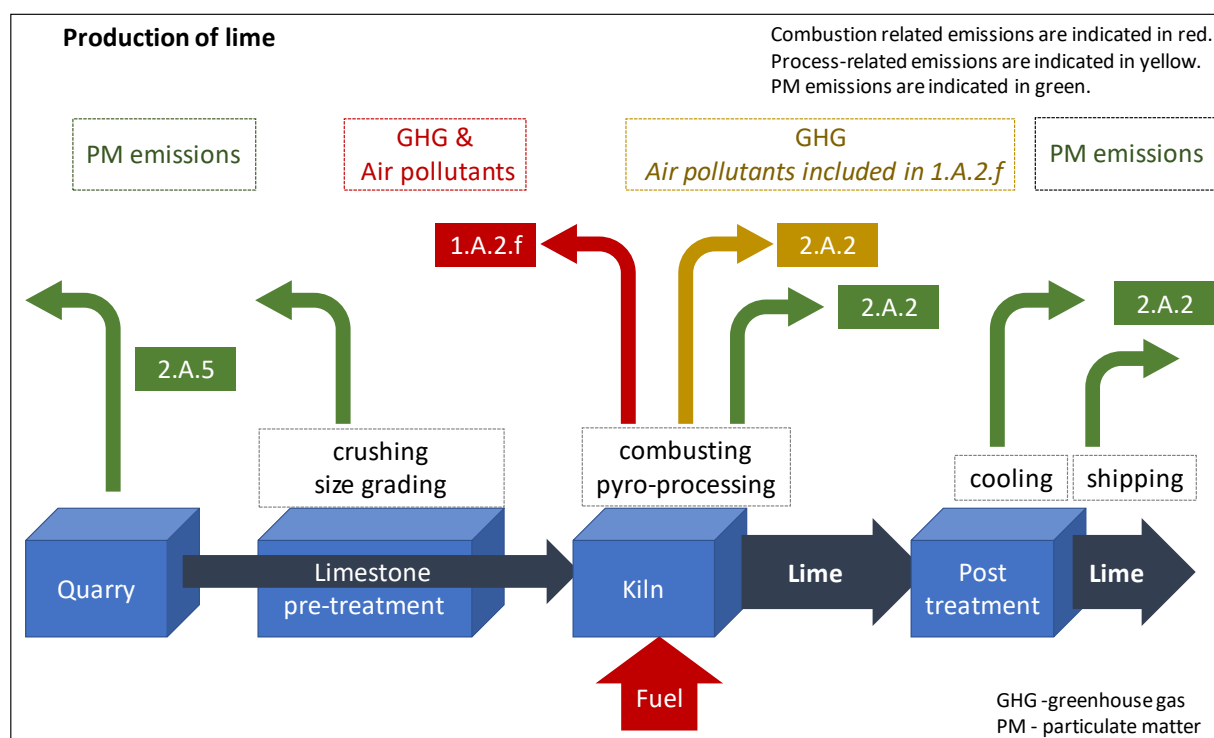 Production of lime
Combustion related emissions are indicated in red.
Process-related emissions are indicated in yellow.
PM emissions are indicated in green.
PM emissions
GHG &
Air pollutants
GHG
Air pollutants included in 1.A.2.f
PM emissions
1.A.2.f
2.A.2
2.A.2
2.A.2
2.A.5
crushing
size grading
combusting
pyro-processing
cooling
shipping
Quarry
Limestone
pre-treatment
Kiln
Lime
Post
treatment
Lime
Fuel
GHG -greenhouse gas
PM - particulate matter